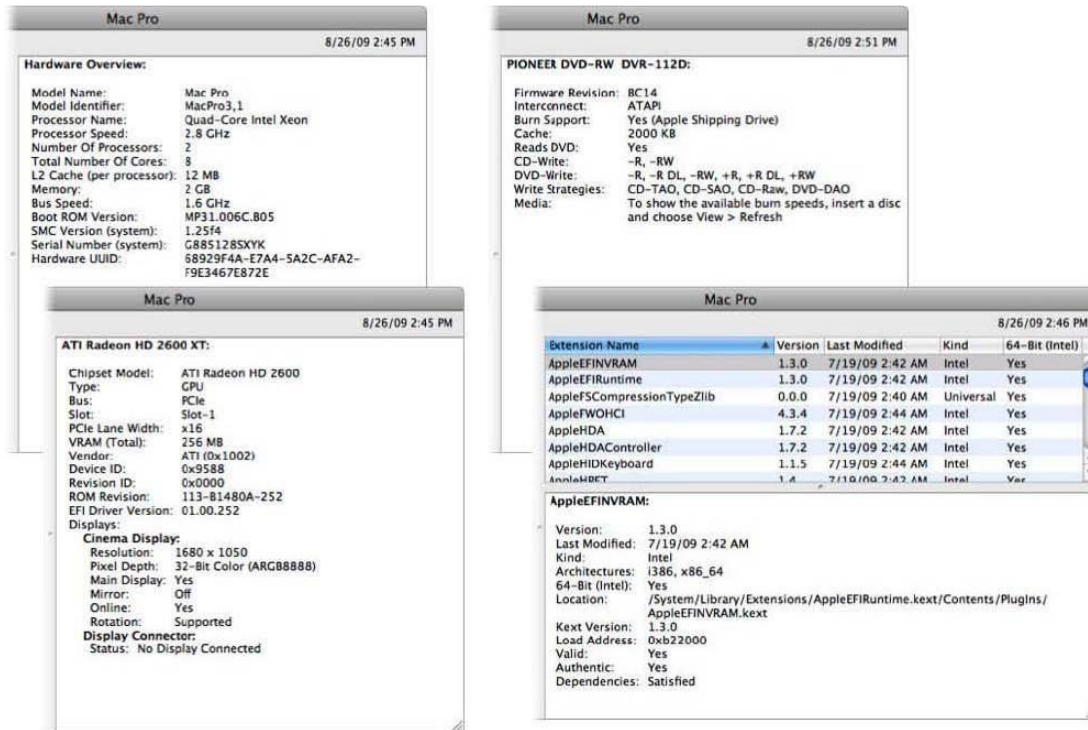 Mac Pro
8/26/09 2:45 PM
Hardware Overview:
Model Name: Mac Pro
Model Identifier: MacPro3,1
Processor Name: Quad-Core Intel Xeon
Processor Speed: 2.8 GHz
Number Of Processors: 2
Total Number Of Cores: 8
L2 Cache (per processor): 12 MB
Memory: 2 GB
Bus Speed: 1.6 GHz
Boot ROM Version: MP31.006C.B05
SMC Version (system): 1.25f4
Serial Number (system): G885128SXYK
Hardware UUID: 68929F4A-E7A4-5A2C-AFA2-
F9E3467E872E
Mac Pro
8/26/09 2:51 PM
PIONEER DVD-RW DVR-112D:
Firmware Revision: BC14
Interconnect: ATAPI
Burn Support: Yes (Apple Shipping Drive)
Cache: 2000 KB
Reads DVD: Yes
CD-Write: -R, -RW
DVD-Write: -R, -R DL, -RW, +R, +R DL, +RW
Write Strategies: CD-TAO, CD-SAO, CD-Raw, DVD-DAO
Media: To show the available burn speeds, insert a disc
and choose View > Refresh
Mac Pro
8/26/09 2:45 PM
ATI Radeon HD 2600 XT:
Chipset Model: ATI Radeon HD 2600
Type: GPU
Bus: PCIe
Slot: Slot-1
PCIe Lane Width: x16
VRAM (Total): 256 MB
Vendor: ATI (0x1002)
Device ID: 0x9588
Revision ID: 0x0000
ROM Revision: 113-B1480A-252
EFI Driver Version: 01.00.252
Displays:
Cinema Display:
Resolution: 1680 x 1050
Pixel Depth: 32-Bit Color (ARGB8888)
Main Display: Yes
Mirror: Off
Online: Yes
Rotation: Supported
Display Connector:
Status: No Display Connected
Mac Pro
8/26/09 2:46 PM
Extension Name Version Last Modified Kind 64-Bit (Intel)
AppleEFINVRAM 1.3.0 7/19/09 2:42 AM Intel Yes
AppleEFIRuntime 1.3.0 7/19/09 2:42 AM Intel Yes
AppleFSCompressionTypeZlib 0.0.0 7/19/09 2:40 AM Universal Yes
AppleFWOHCI 4.3.4 7/19/09 2:44 AM Intel Yes
AppleHDA 1.7.2 7/19/09 2:42 AM Intel Yes
AppleHDAController 1.7.2 7/19/09 2:42 AM Intel Yes
AppleHIDKeyboard 1.1.5 7/19/09 2:44 AM Intel Yes
AppleHPET 1.4 7/19/09 2:42 AM Intel Yes
AppleEFINVRAM:
Version: 1.3.0
Last Modified: 7/19/09 2:42 AM
Kind: Intel
Architectures: i386, x86_64
64-Bit (Intel): Yes
Location: /System/Library/Extensions/AppleEFIRuntime.kext/Contents/PlugIns/
AppleEFINVRAM.kext
Kext Version: 1.3.0
Load Address: 0xb22000
Valid: Yes
Authentic: Yes
Dependencies: Satisfied